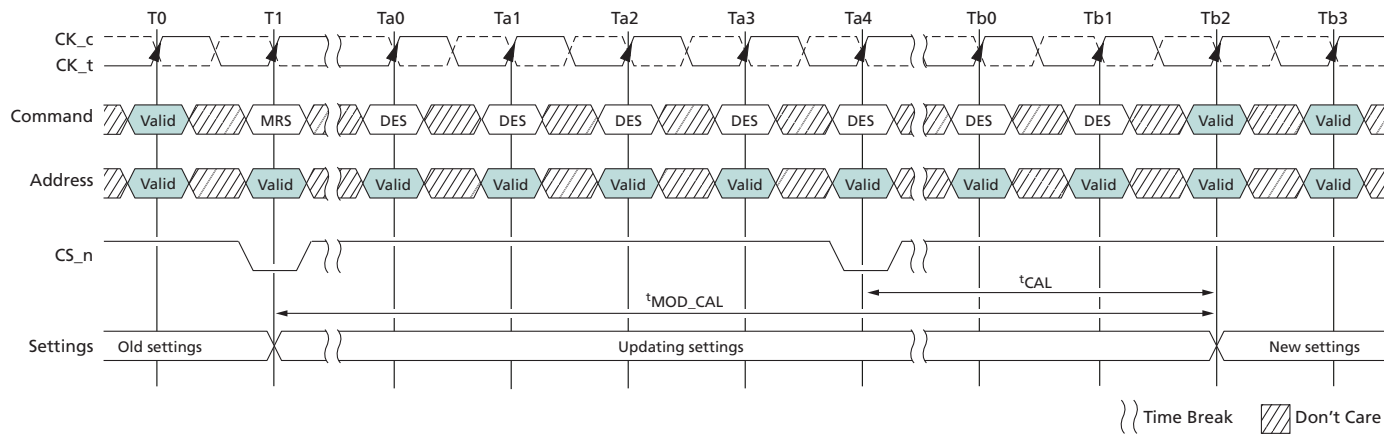 T0 T1 Ta0 Ta1 Ta2 Ta3 Ta4 Tb0 Tb1 Tb2 Tb3
CK_c
CK_t
Command Valid MRS DES DES DES DES DES DES DES Valid Valid
Address Valid Valid Valid Valid Valid Valid Valid Valid Valid Valid Valid
CS_n
tCAL
tMOD_CAL
Settings Old settings Updating settings New settings
Time Break Don't Care